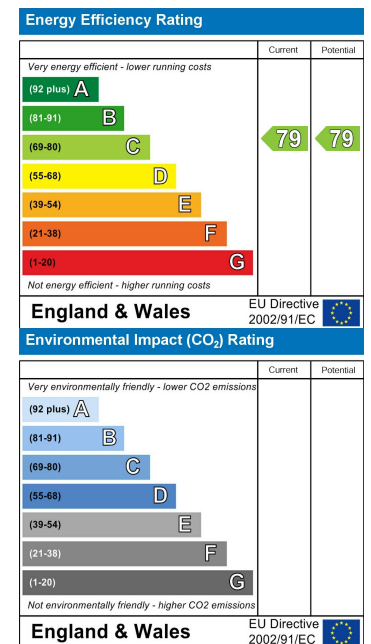 Energy Efficiency Rating
Current Potential
Very energy efficient - lower running costs
(92 plus) A
(81-91) B
(69-80) C 79 79
(55-68) D
(39-54) E
(21-38) F
(1-20) G
Not energy efficient - higher running costs
England & Wales EU Directive 2002/91/EC
Environmental Impact (CO₂) Rating
Current Potential
Very environmentally friendly - lower CO2 emissions
(92 plus) A
(81-91) B
(69-80) C
(55-68) D
(39-54) E
(21-38) F
(1-20) G
Not environmentally friendly - higher CO2 emissions
England & Wales EU Directive 2002/91/EC